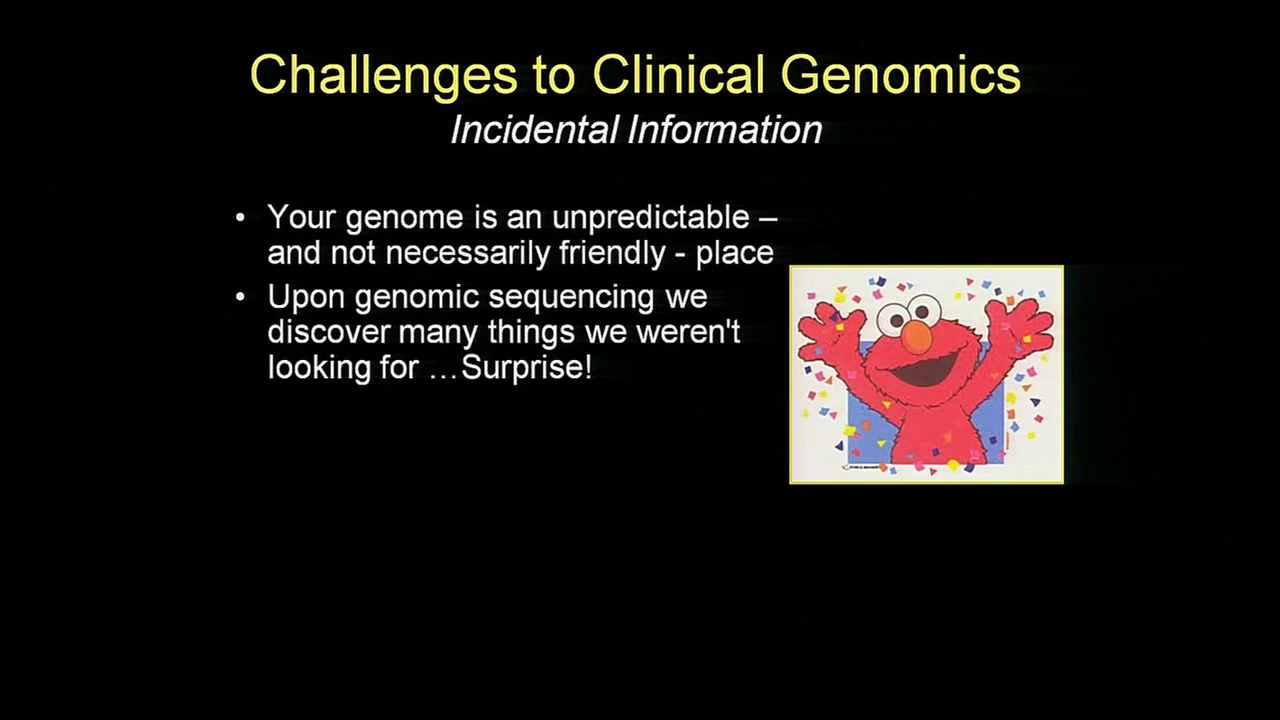 Challenges to Clinical Genomics
Incidental Information
• Your genome is an unpredictable –
and not necessarily friendly - place
• Upon genomic sequencing we
discover many things we weren't
looking for …Surprise!